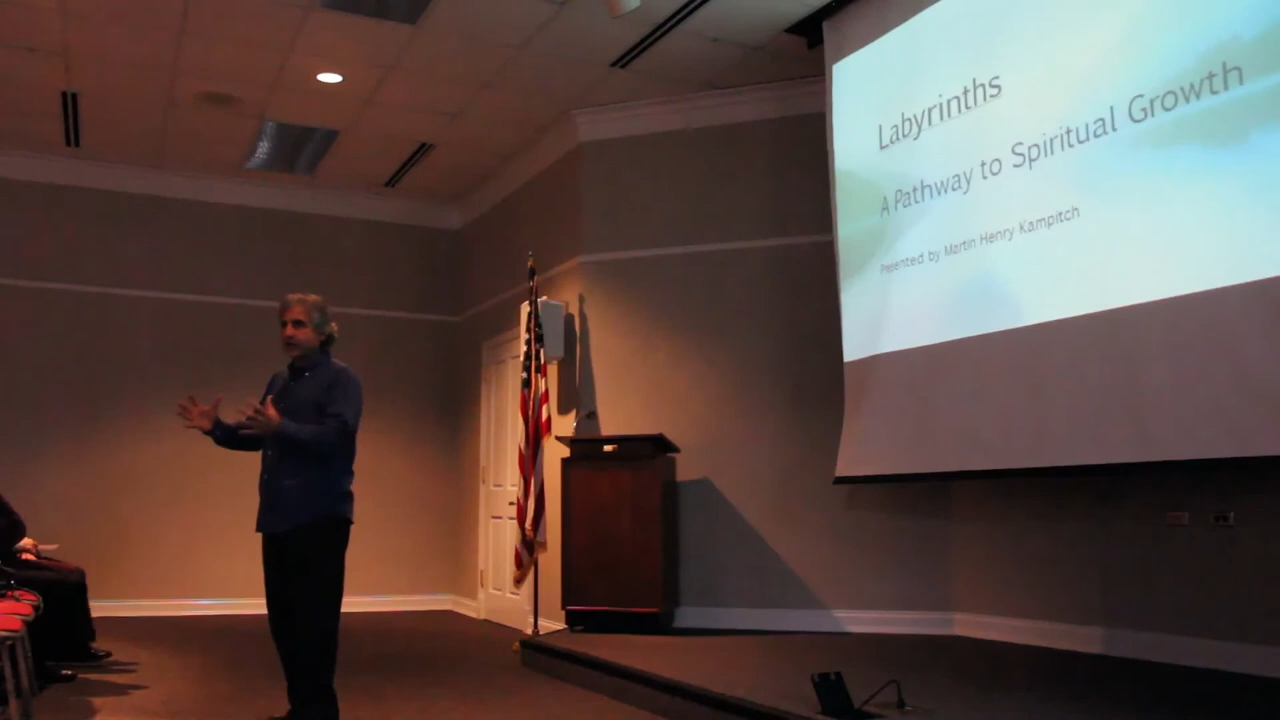 Labyrinths
A Pathway to Spiritual Growth
Presented by Martin Henry Kampitch